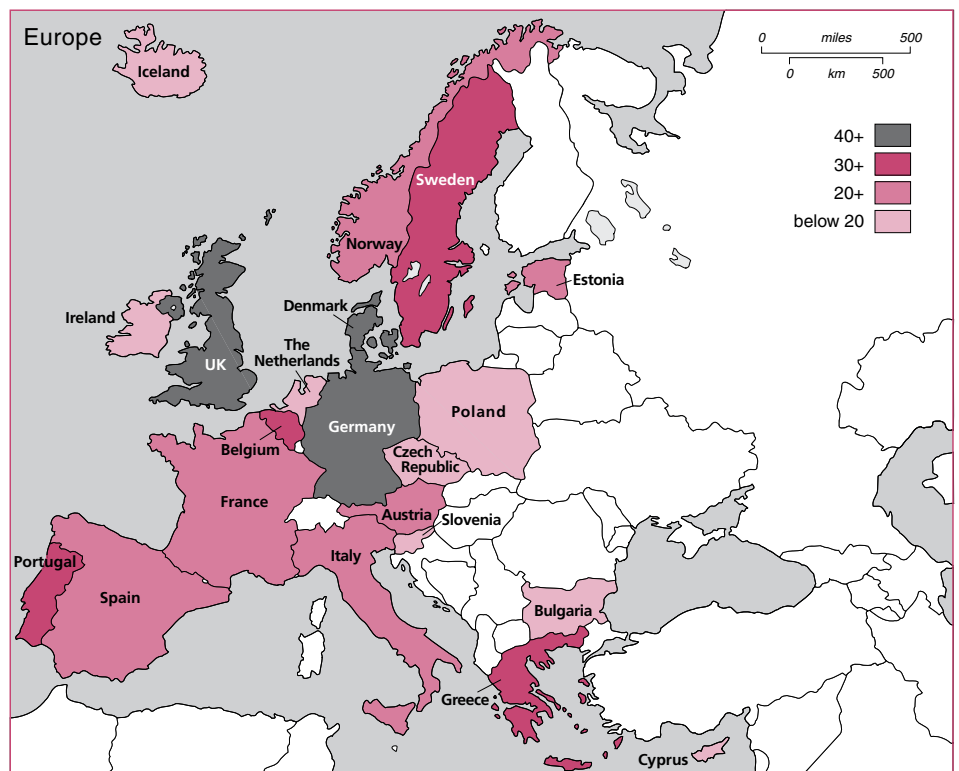 Europe
0 miles 500
0 km 500
40+
30+
20+
below 20
Iceland
Sweden
Norway
Estonia
Denmark
Ireland
The
Netherlands
UK
Poland
Germany
Belgium
Czech
Republic
France
Austria
Slovenia
Italy
Portugal
Spain
Bulgaria
Greece
Cyprus